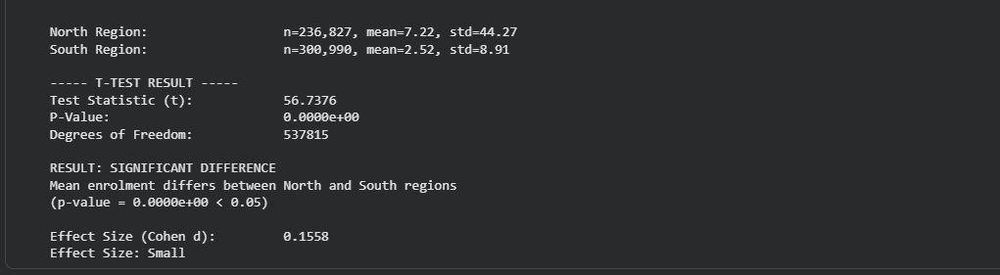 North Region: n=236,827, mean=7.22, std=44.27
South Region: n=300,990, mean=2.52, std=8.91
----- T-TEST RESULT -----
Test Statistic (t): 56.7376
P-Value: 0.0000e+00
Degrees of Freedom: 537815
RESULT: SIGNIFICANT DIFFERENCE
Mean enrolment differs between North and South regions
(p-value = 0.0000e+00 < 0.05)
Effect Size (Cohen d): 0.1558
Effect Size: Small